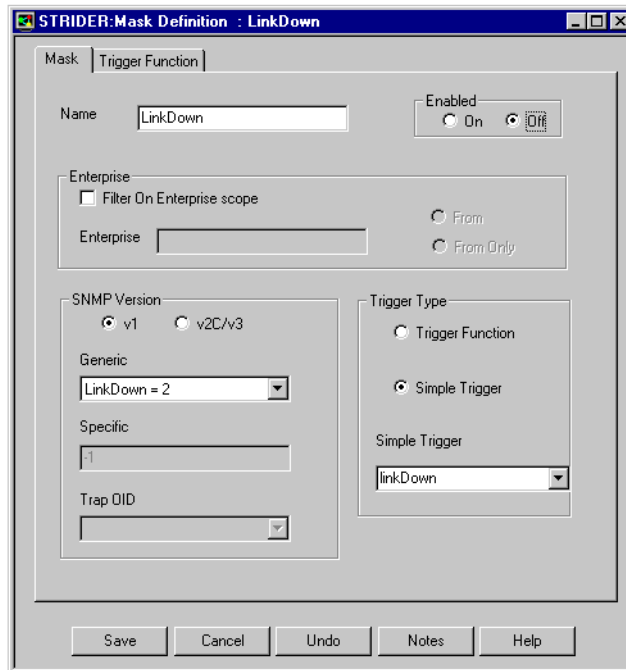 STRIDER:Mask Definition : LinkDown
Mask Trigger Function
Name LinkDown
Enabled
On Off
Enterprise
Filter On Enterprise scope
From
Enterprise
From Only
SNMP Version
v1 v2C/v3
Generic
LinkDown = 2
Specific
-1
Trap OID
Trigger Type
Trigger Function
Simple Trigger
Simple Trigger
linkDown
Save Cancel Undo Notes Help